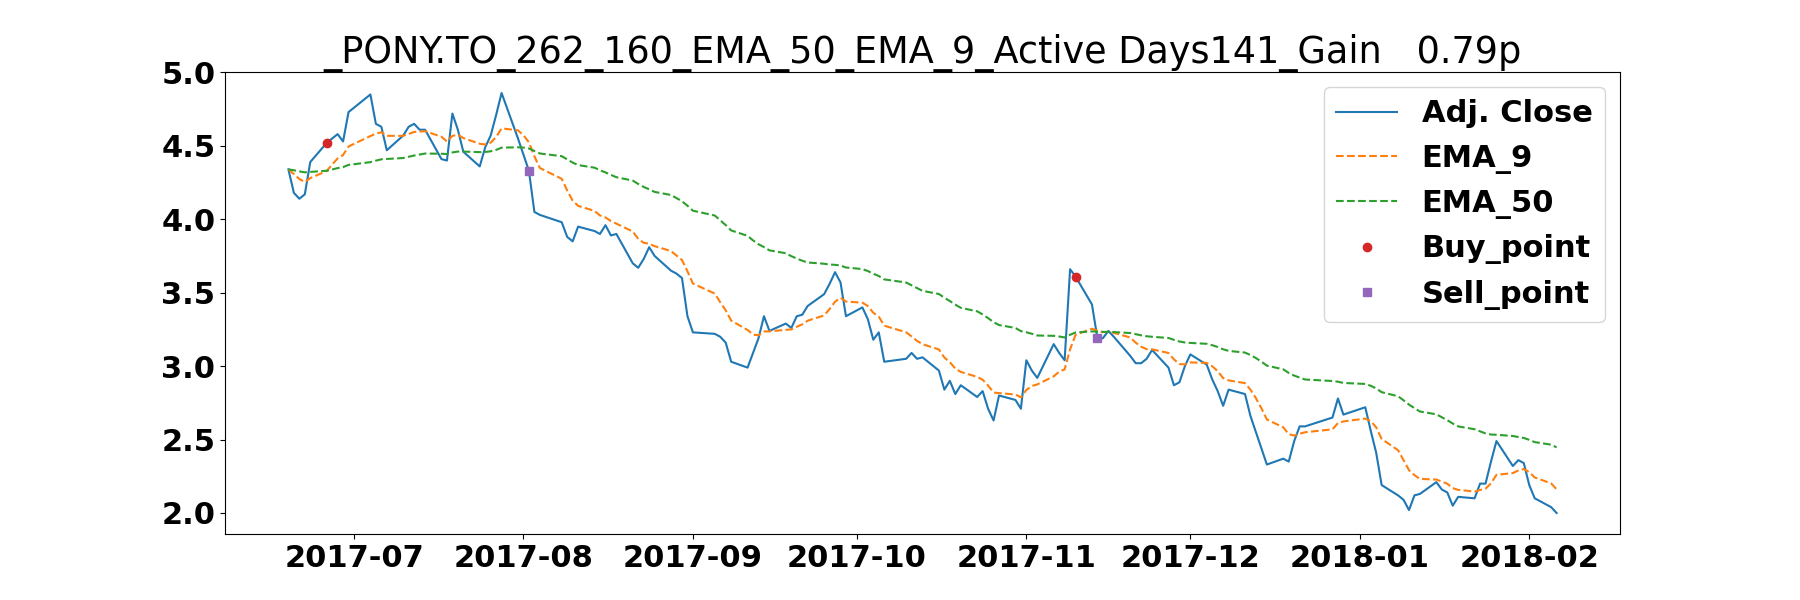 _PONY.TO_262_160_EMA_50_EMA_9_Active Days141_Gain   0.79p
5.0
4.5
4.0
3.5
3.0
2.5
2.0
Adj. Close
EMA_9
EMA_50
Buy_point
Sell_point
2017-07 2017-08 2017-09 2017-10 2017-11 2017-12 2018-01 2018-02